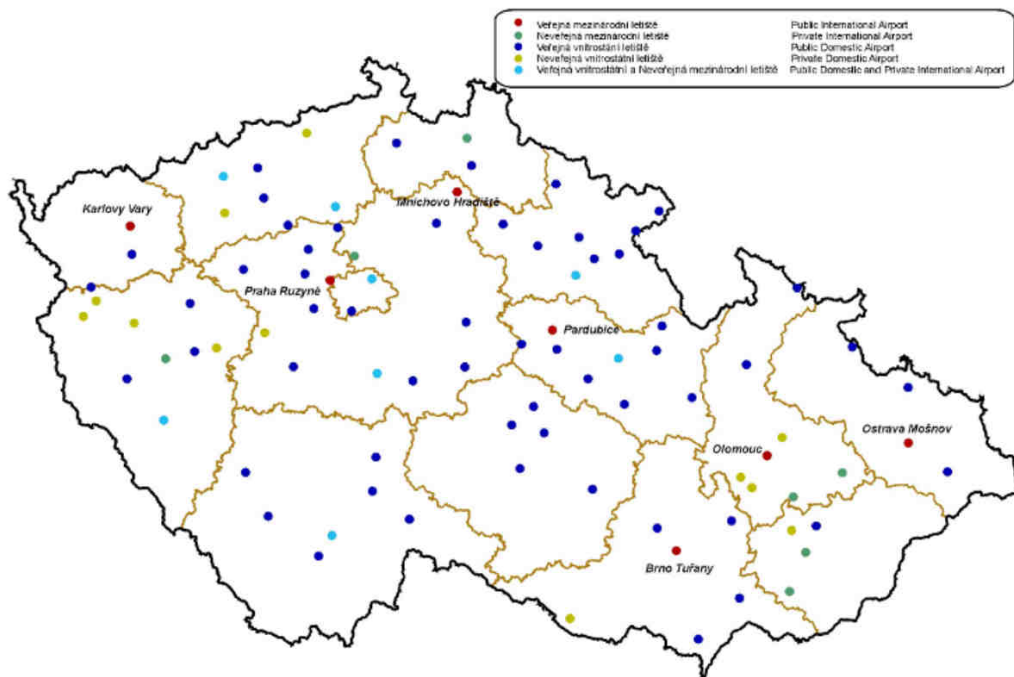 Veřejná mezinárodní letiště Public International Airport
Neveřejná mezinárodní letiště Private International Airport
Veřejná vnitrostání letiště Public Domestic Airport
Neveřejná vnitrostátní letiště Private Domestic Airport
Veřejná vnitrostátní a Neveřejná mezinárodní letiště Public Domestic and Private International Airport
Karlovy Vary
Mnichovo Hradiště
Praha Ruzyně
Pardubice
Olomouc
Ostrava Mošnov
Brno Tuřany